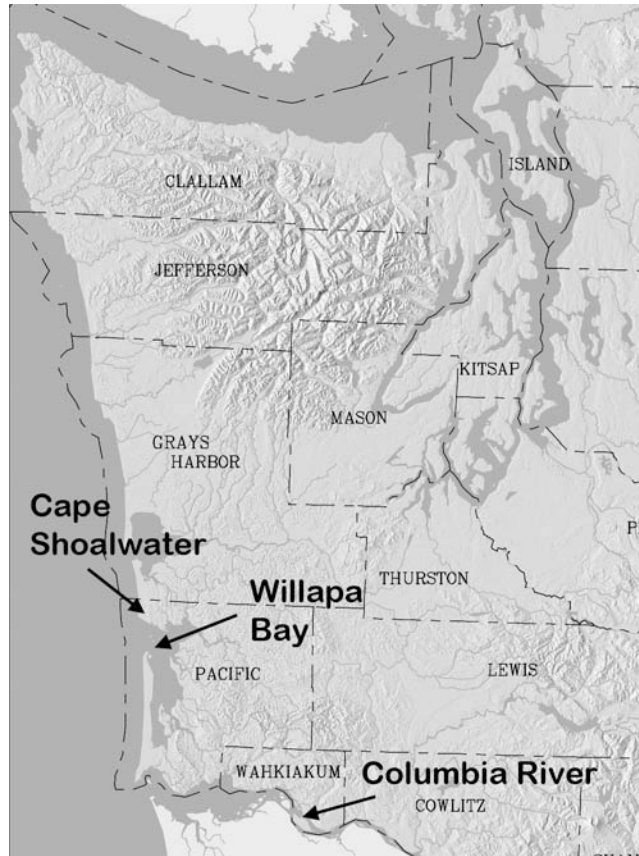 CLALLAM
ISLAND
JEFFERSON
KITSAP
MASON
GRAYS
HARBOR
Cape
Shoalwater
P
THURSTON
Willapa
Bay
PACIFIC
LEWIS
WAHKIAKUM
Columbia River
COWLITZ